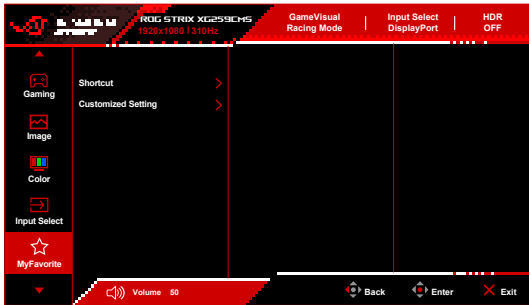 ROG STRIX XG259CMS
1920x1080 | 310Hz
GameVisual
Racing Mode
Input Select
DisplayPort
HDR
OFF
Gaming
Image
Color
Input Select
MyFavorite
Shortcut
Customized Setting
Volume 50
Back
Enter
Exit